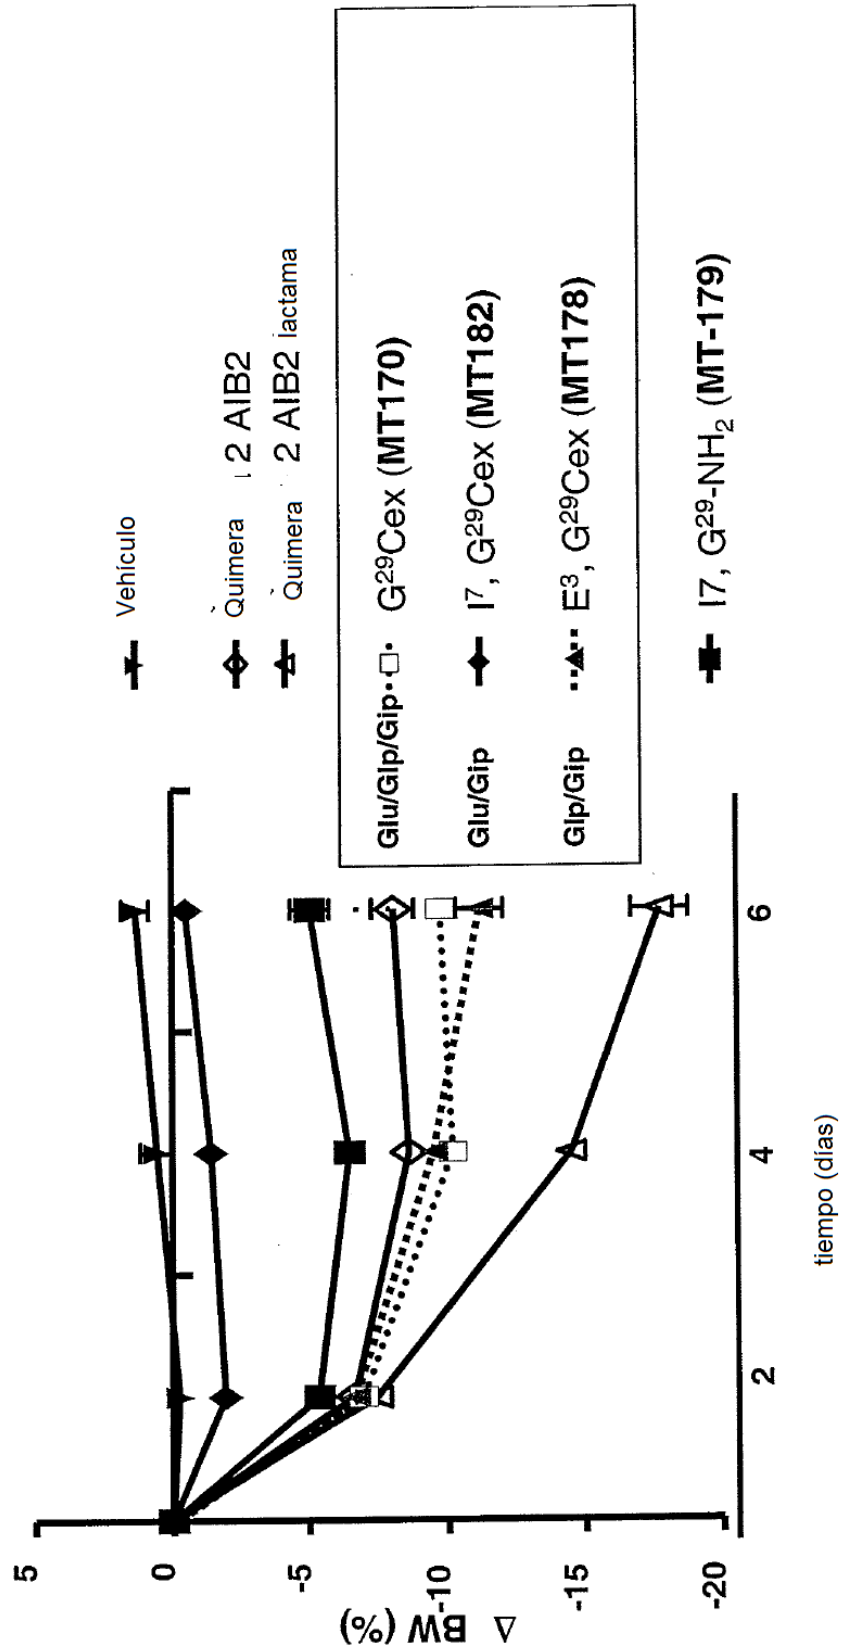 5
0
-5
-10
-15
-20
Δ BW (%)
2
4
6
tiempo (días)
Vehículo
Quimera 2 AIB2
Quimera 2 AIB2 lactama
Glu/Glp/Gip G²⁹Cex (MT170)
Glu/Gip I⁷, G²⁹Cex (MT182)
Glp/Gip E³, G²⁹Cex (MT178)
I7, G²⁹-NH₂ (MT-179)